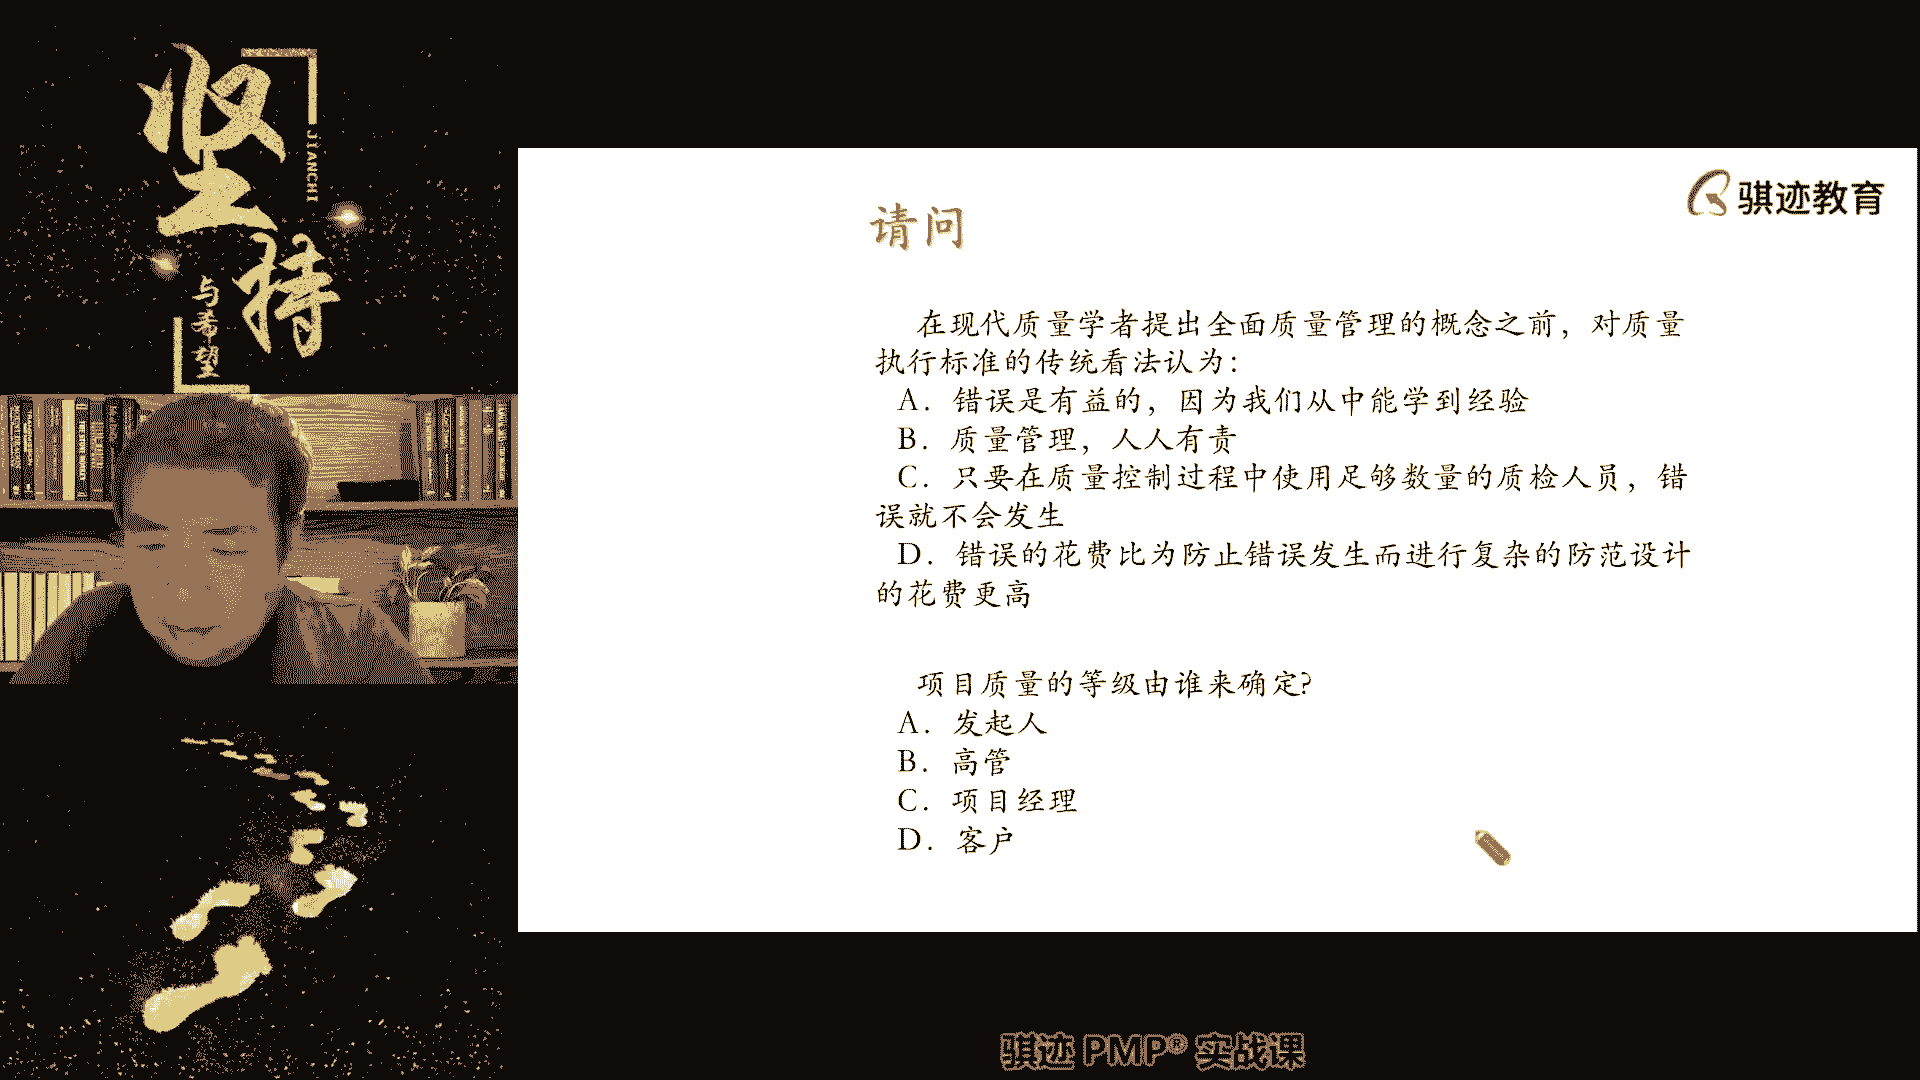 坚持
JIANCHI
与希望
骐迹教育
请问
在现代质量学者提出全面质量管理的概念之前，对质量
执行标准的传统看法认为：
A. 错误是有益的，因为我们从中能学到经验
B. 质量管理，人人有责
C. 只要在质量控制过程中使用足够数量的质检人员，错
误就不会发生
D. 错误的花费比为防止错误发生而进行复杂的防范设计
的花费更高
项目质量的等级由谁来确定?
A. 发起人
B. 高管
C. 项目经理
D. 客户
骐迹 PMP® 实战课